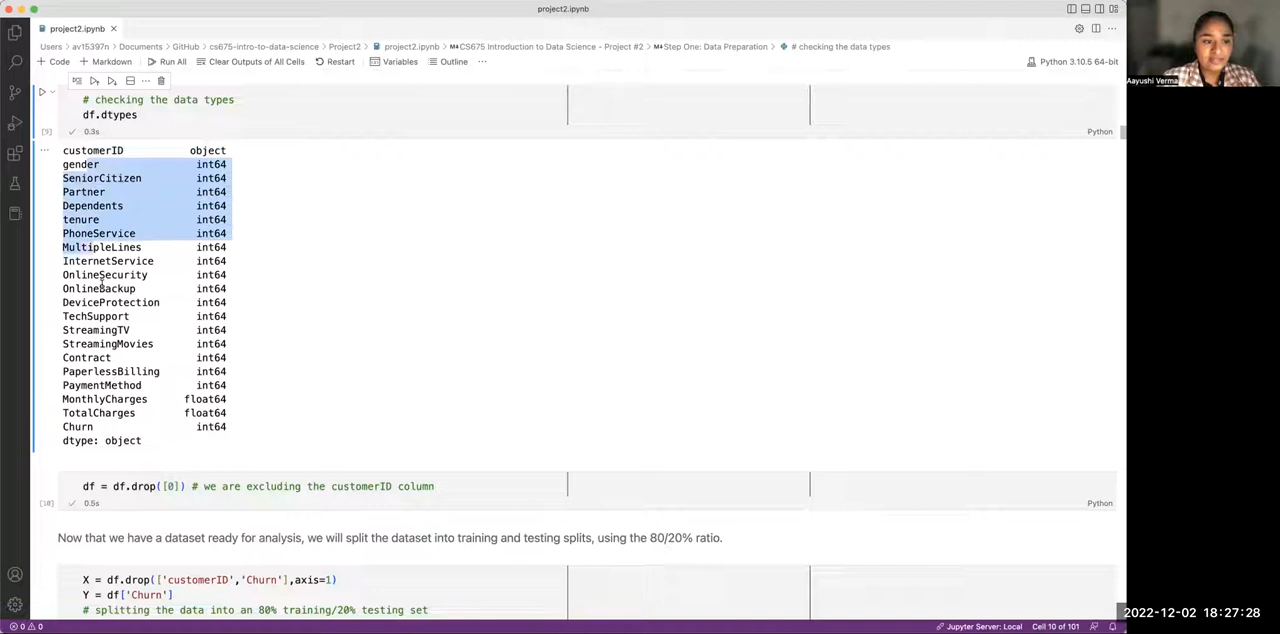 project2.ipynb
project2.ipynb
Users > av15397n > Documents > GitHub > cs675-intro-to-data-science > Project2 > project2.ipynb > CS675 Introduction to Data Science - Project #2 > Step One: Data Preparation > # checking the data types
+ Code + Markdown Run All Clear Outputs of All Cells Restart Variables Outline ··· Python 3.10.5 64-bit
Aayushi Verma
# checking the data types
df.dtypes
[9] ✓ 0.3s Python
customerID object
gender int64
SeniorCitizen int64
Partner int64
Dependents int64
tenure int64
PhoneService int64
MultipleLines int64
InternetService int64
OnlineSecurity int64
OnlineBackup int64
DeviceProtection int64
TechSupport int64
StreamingTV int64
StreamingMovies int64
Contract int64
PaperlessBilling int64
PaymentMethod int64
MonthlyCharges float64
TotalCharges float64
Churn int64
dtype: object
df = df.drop([0]) # we are excluding the customerID column
[10] ✓ 0.5s Python
Now that we have a dataset ready for analysis, we will split the dataset into training and testing splits, using the 80/20% ratio.
X = df.drop(['customerID','Churn'],axis=1)
Y = df['Churn']
# splitting the data into an 80% training/20% testing set
2022-12-02 18:27:28
0 0 Jupyter Server: Local Cell 10 of 101